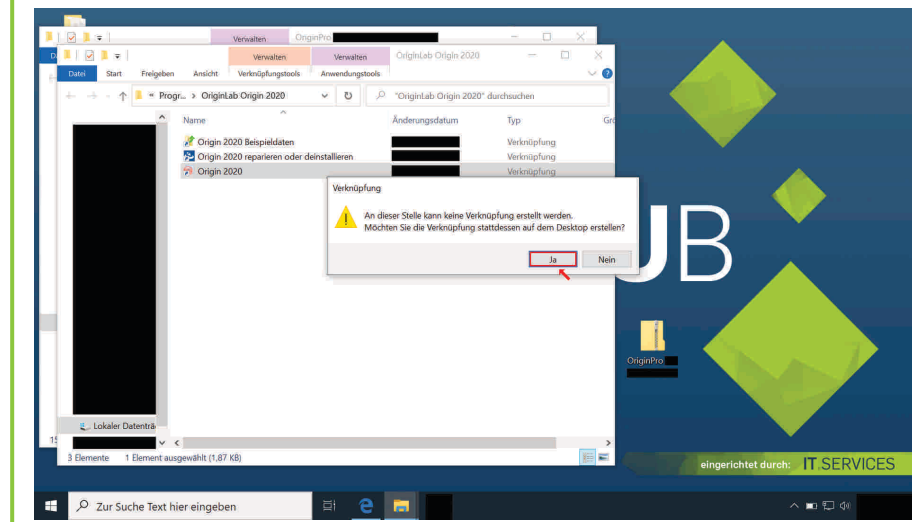 Verwalten OriginPro
Verwalten Verwalten OriginLab Origin 2020
Datei Start Freigeben Ansicht Verknüpfungstools Anwendungstools
« Progr... > OriginLab Origin 2020 "OriginLab Origin 2020" durchsuchen
Name Änderungsdatum Typ Grö
Origin 2020 Beispieldaten Verknüpfung
Origin 2020 reparieren oder deinstallieren Verknüpfung
Origin 2020 Verknüpfung
Verknüpfung
An dieser Stelle kann keine Verknüpfung erstellt werden.
Möchten Sie die Verknüpfung stattdessen auf dem Desktop erstellen?
Ja Nein
UB
OriginPro
Lokaler Datenträ
15
3 Elemente 1 Element ausgewählt (1,87 KB)
eingerichtet durch: IT.SERVICES
Zur Suche Text hier eingeben